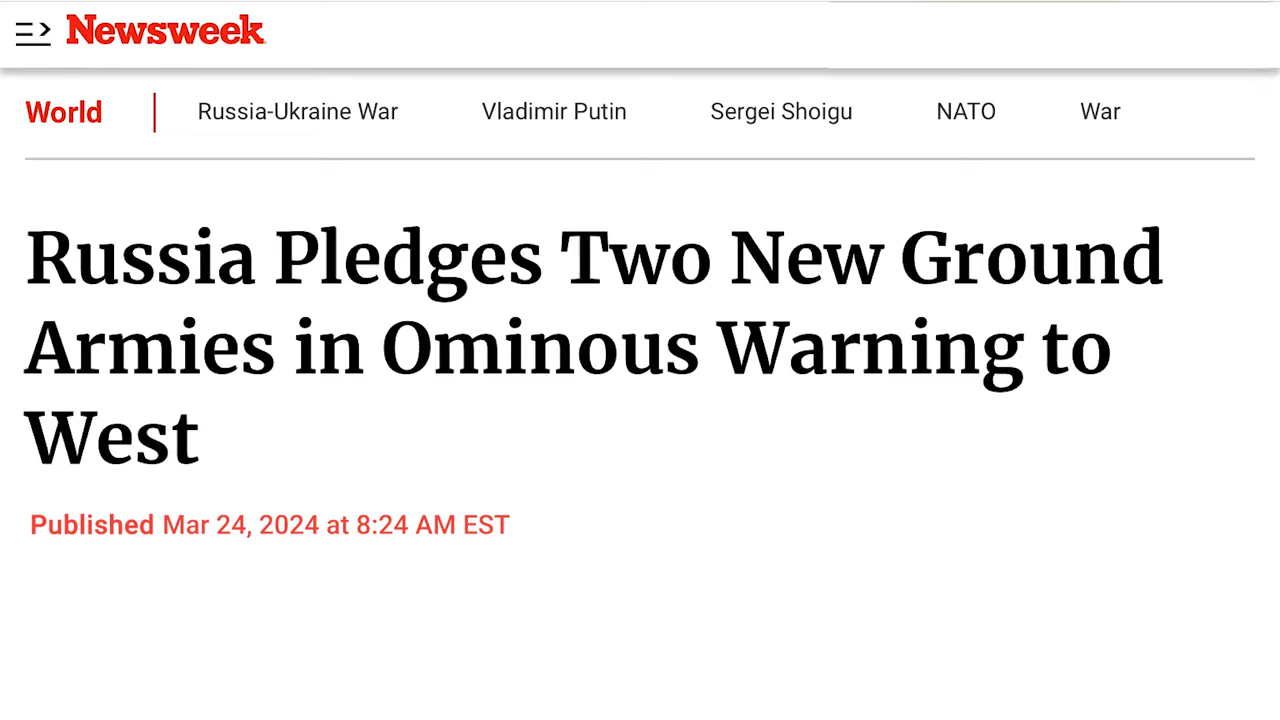 Newsweek
World Russia-Ukraine War Vladimir Putin Sergei Shoigu NATO War
Russia Pledges Two New Ground
Armies in Ominous Warning to
West
Published Mar 24, 2024 at 8:24 AM EST